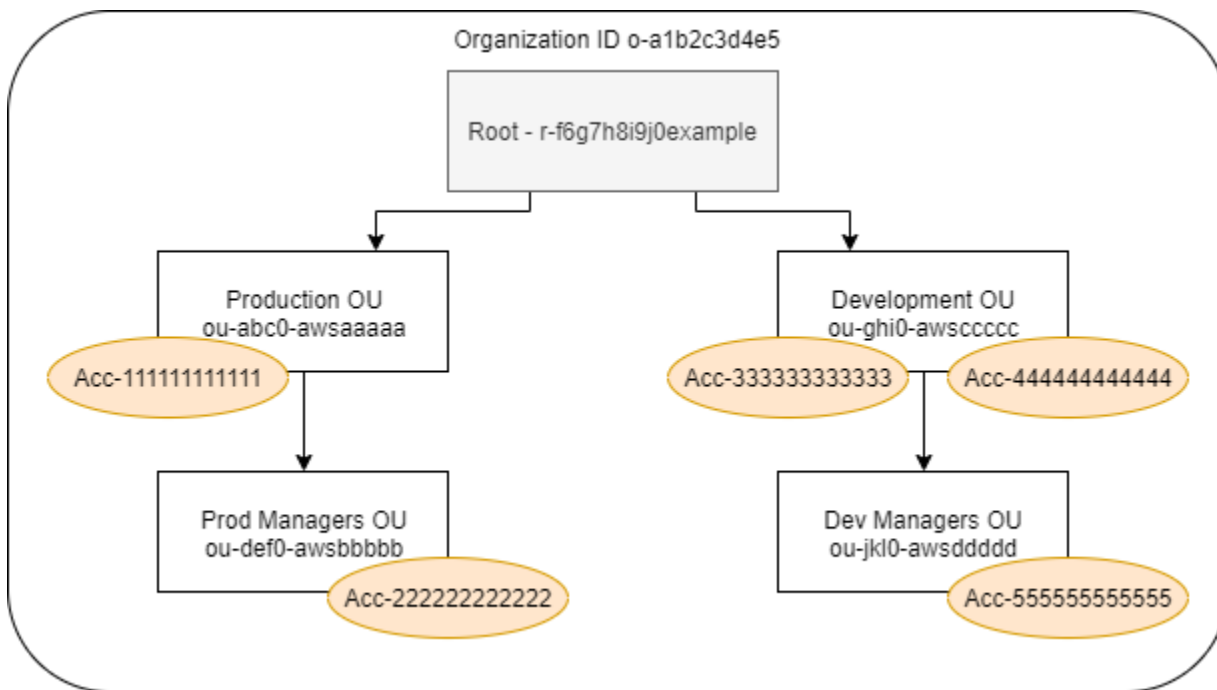 Organization ID o-a1b2c3d4e5
Root - r-f6g7h8i9j0example
Production OU
ou-abc0-awsaaaaa
Acc-111111111111
Development OU
ou-ghi0-awsccccc
Acc-333333333333
Acc-444444444444
Prod Managers OU
ou-def0-awsbbbbb
Acc-222222222222
Dev Managers OU
ou-jkl0-awsddddd
Acc-555555555555